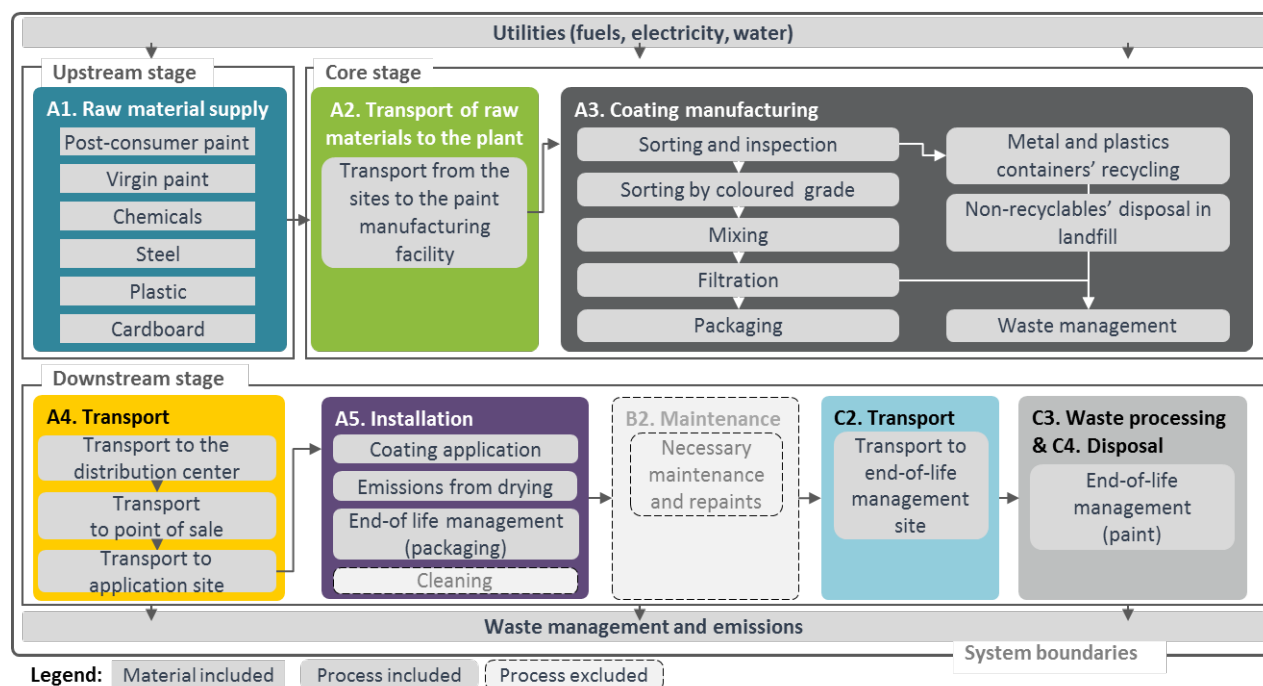 Utilities (fuels, electricity, water)
Upstream stage
Core stage
A1. Raw material supply
Post-consumer paint
Virgin paint
Chemicals
Steel
Plastic
Cardboard
A2. Transport of raw
materials to the plant
Transport from the
sites to the paint
manufacturing
facility
A3. Coating manufacturing
Sorting and inspection
Sorting by coloured grade
Mixing
Filtration
Packaging
Metal and plastics
containers’ recycling
Non-recyclables’ disposal in
landfill
Waste management
Downstream stage
A4. Transport
Transport to the
distribution center
Transport
to point of sale
Transport to
application site
A5. Installation
Coating application
Emissions from drying
End-of life management
(packaging)
Cleaning
B2. Maintenance
Necessary
maintenance
and repaints
C2. Transport
Transport to
end-of-life
management
site
C3. Waste processing
& C4. Disposal
End-of-life
management
(paint)
Waste management and emissions
System boundaries
Legend:
Material included
Process included
Process excluded